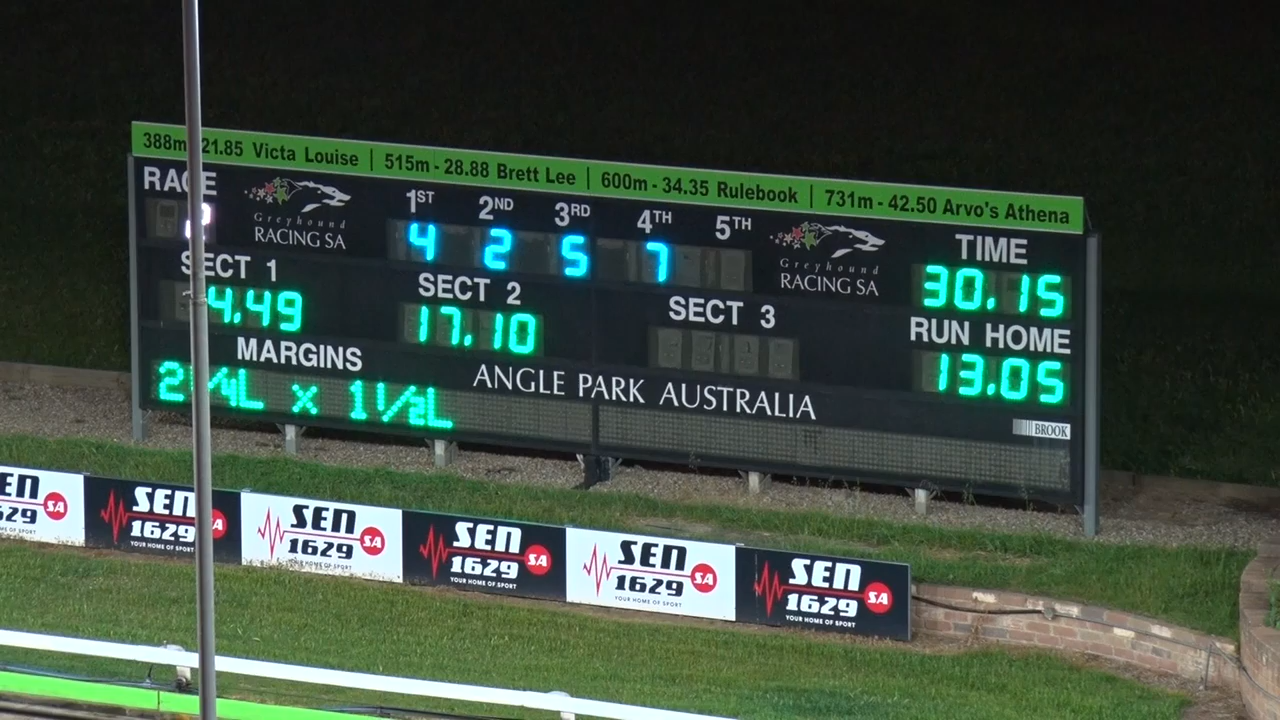 388m 21.85 Victa Louise | 515m - 28.88 Brett Lee | 600m - 34.35 Rulebook | 731m - 42.50 Arvo's Athena
RACE
Greyhound
RACING SA
1ST 2ND 3RD 4TH 5TH
4 2 5 7
Greyhound
RACING SA
TIME
30.15
SECT 1
4.49
SECT 2
17.10
SECT 3
RUN HOME
13.05
MARGINS
2 1/4L x 1 1/2L
ANGLE PARK AUSTRALIA
BROOK
SEN
1629 SA
YOUR HOME OF SPORT
SEN
1629 SA
YOUR HOME OF SPORT
SEN
1629 SA
YOUR HOME OF SPORT
SEN
1629 SA
YOUR HOME OF SPORT
SEN
1629 SA
YOUR HOME OF SPORT